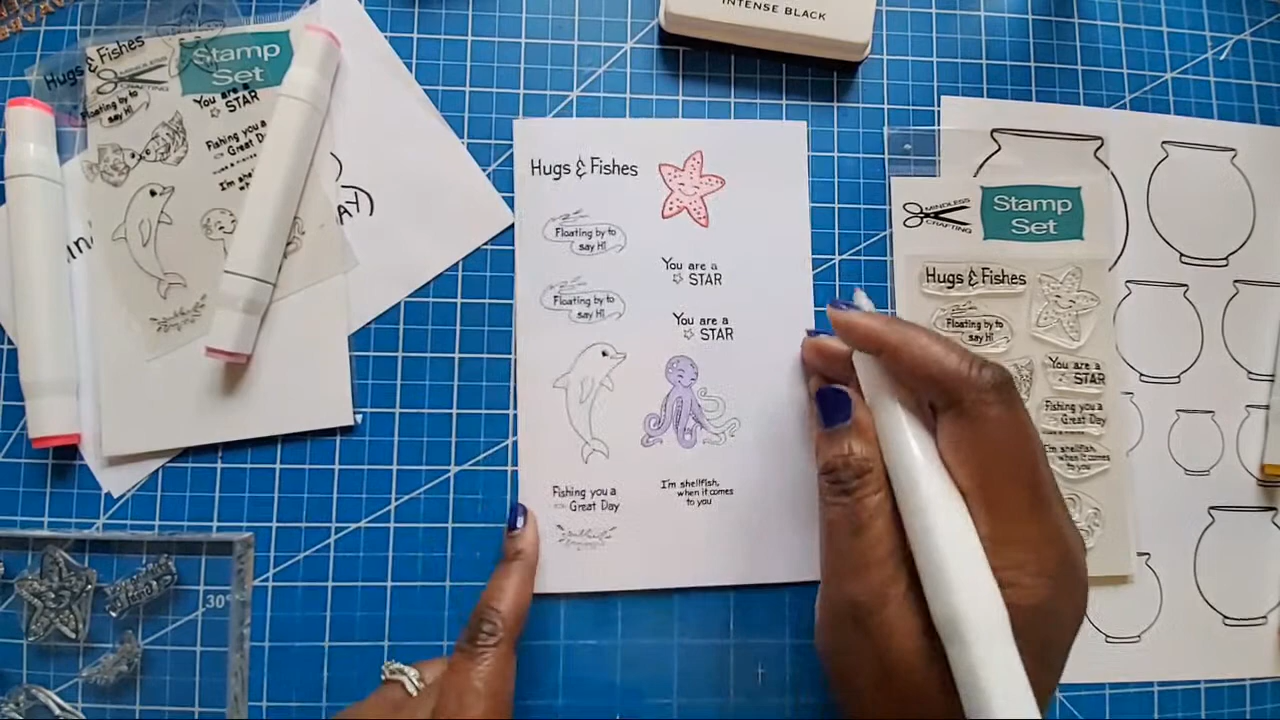 INTENSE BLACK
Hugs & Fishes
MINDLESS
CRAFTING
Stamp
Set
Floating by to
say Hi!
You are a
STAR
Fishing you a
Great Day
I'm
Hugs & Fishes
Floating by to
say Hi!
Floating by to
say Hi!
You are a
STAR
You are a
STAR
Fishing you a
Great Day
I'm shellfish,
when it comes
to you
MINDLESS
CRAFTING
Stamp
Set
Hugs & Fishes
Floating by to
say Hi!
You are a
STAR
Fishing you a
Great Day
I'm shellfish,
when it comes
to you
30°